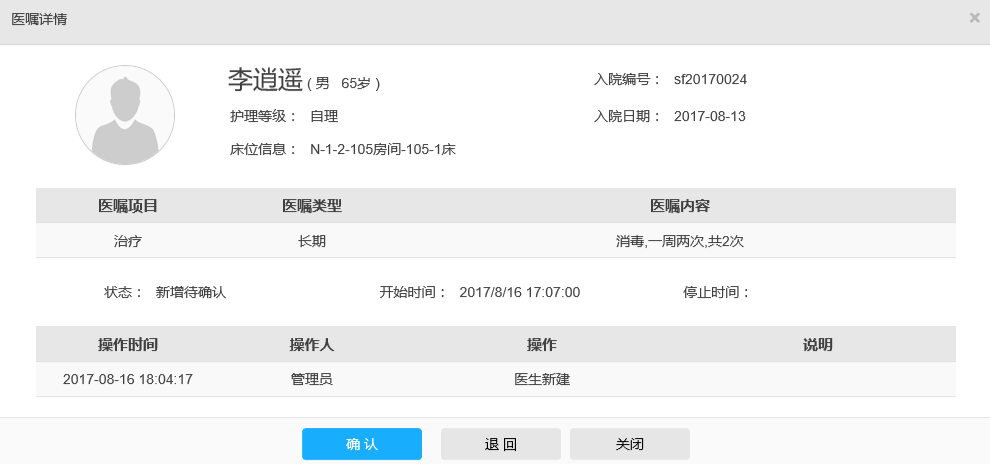 医嘱详情 ×
李逍遥 ( 男 65岁 ) 入院编号： sf20170024
护理等级： 自理 入院日期： 2017-08-13
床位信息： N-1-2-105房间-105-1床
医嘱项目 医嘱类型 医嘱内容
治疗 长期 消毒,一周两次,共2次
状态： 新增待确认 开始时间： 2017/8/16 17:07:00 停止时间：
操作时间 操作人 操作 说明
2017-08-16 18:04:17 管理员 医生新建
确 认 退 回 关闭